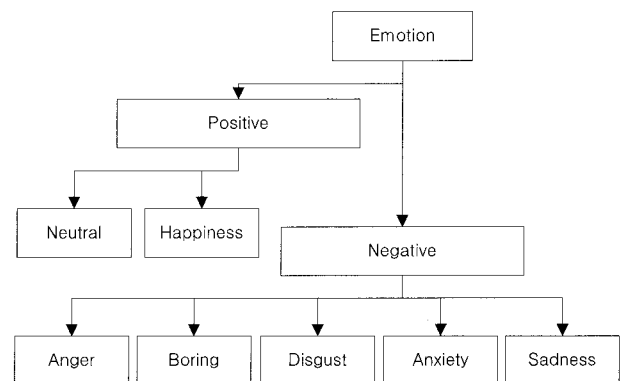 Emotion
Positive
Neutral
Happiness
Negative
Anger
Boring
Disgust
Anxiety
Sadness